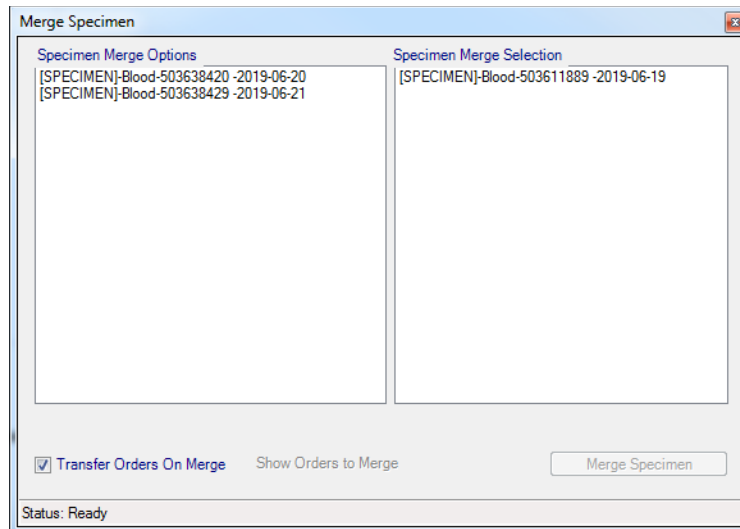 Merge Specimen
Specimen Merge Options
[SPECIMEN]-Blood-503638420 -2019-06-20
[SPECIMEN]-Blood-503638429 -2019-06-21
Specimen Merge Selection
[SPECIMEN]-Blood-503611889 -2019-06-19
Transfer Orders On Merge
Show Orders to Merge
Merge Specimen
Status: Ready